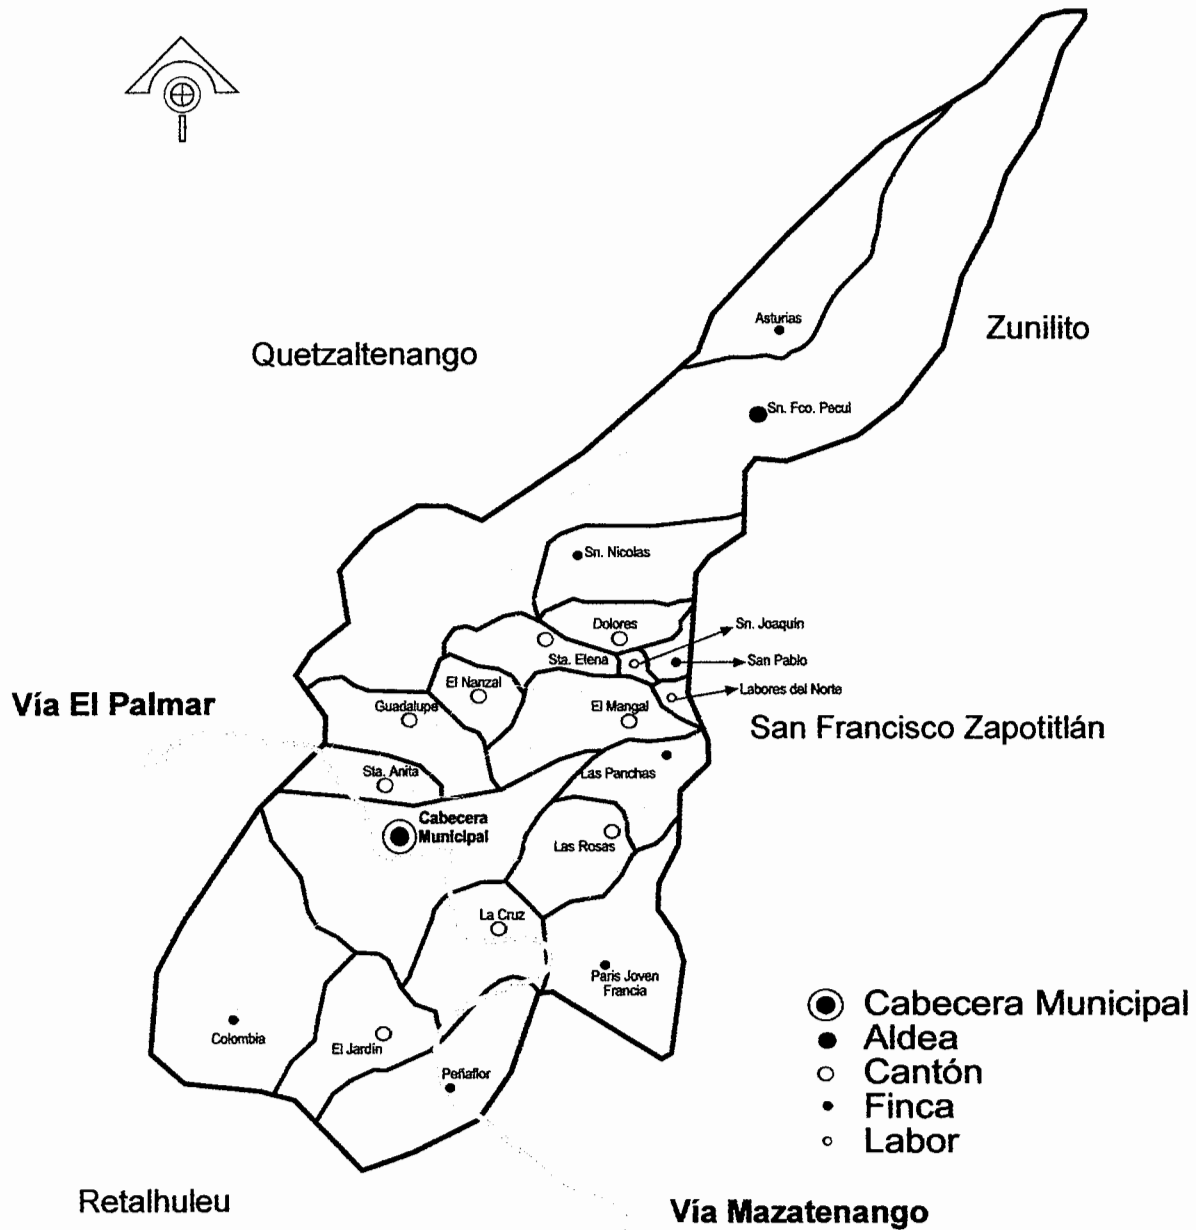 Asturias
Zunilito
Quetzaltenango
Sn. Fco. Pecul
Sn. Nicolas
Dolores
Sn. Joaquín
Sta. Elena
San Pablo
El Nanzal
Labores del Norte
Vía El Palmar
Guadalupe
El Mangal
San Francisco Zapotitlán
Sta. Anita
Las Panchas
Cabecera
Municipal
Las Rosas
La Cruz
Paris Joven
Francia
Colombia
El Jardín
Peñaflor
Cabecera Municipal
Aldea
Cantón
Finca
Labor
Retalhuleu
Vía Mazatenango